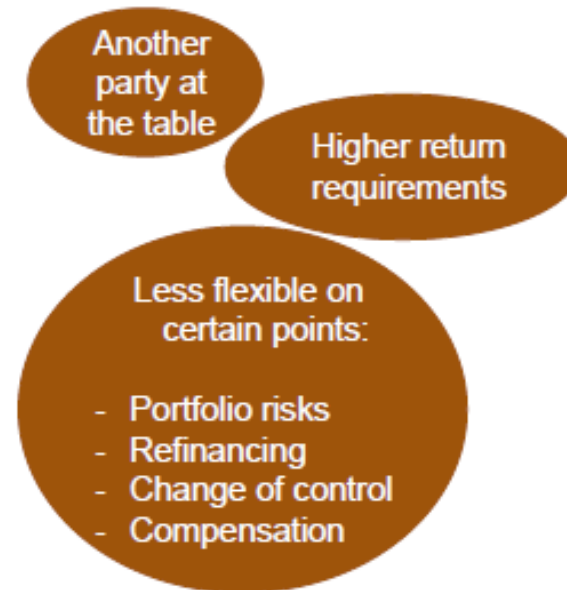 Another
party at
the table
Higher return
requirements
Less flexible on
certain points:
- Portfolio risks
- Refinancing
- Change of control
- Compensation